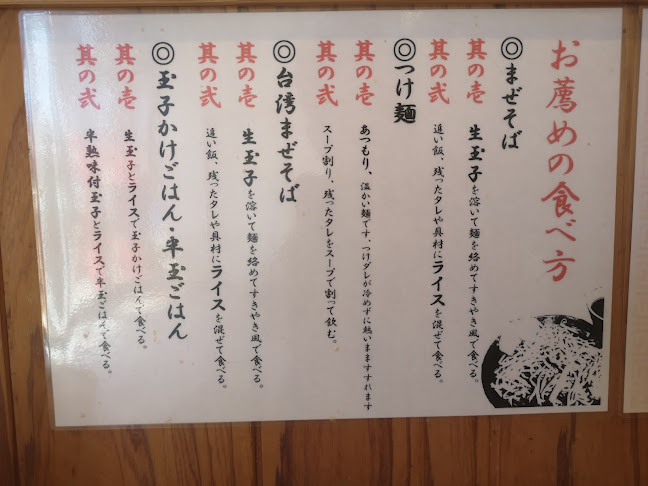 お薦めの食べ方
◎まぜそば
其の壱 生玉子を溶いて麺を絡めてすきやき風で食べる。
其の弐 追い飯、残ったタレや具材にライスを混ぜて食べる。
◎つけ麺
其の壱 あつもり、温かい麺です、つけダレが冷めずに熱いまますすれます
其の弐 スープ割り、残ったタレをスープで割って飲む。
◎台湾まぜそば
其の壱 生玉子を溶いて麺を絡めてすきやき風で食べる。
其の弐 追い飯、残ったタレや具材にライスを混ぜて食べる。
◎玉子かけごはん・半玉ごはん
其の壱 生玉子とライスで玉子かけごはんで食べる。
其の弐 半熟味付玉子とライスで半玉ごはんで食べる。